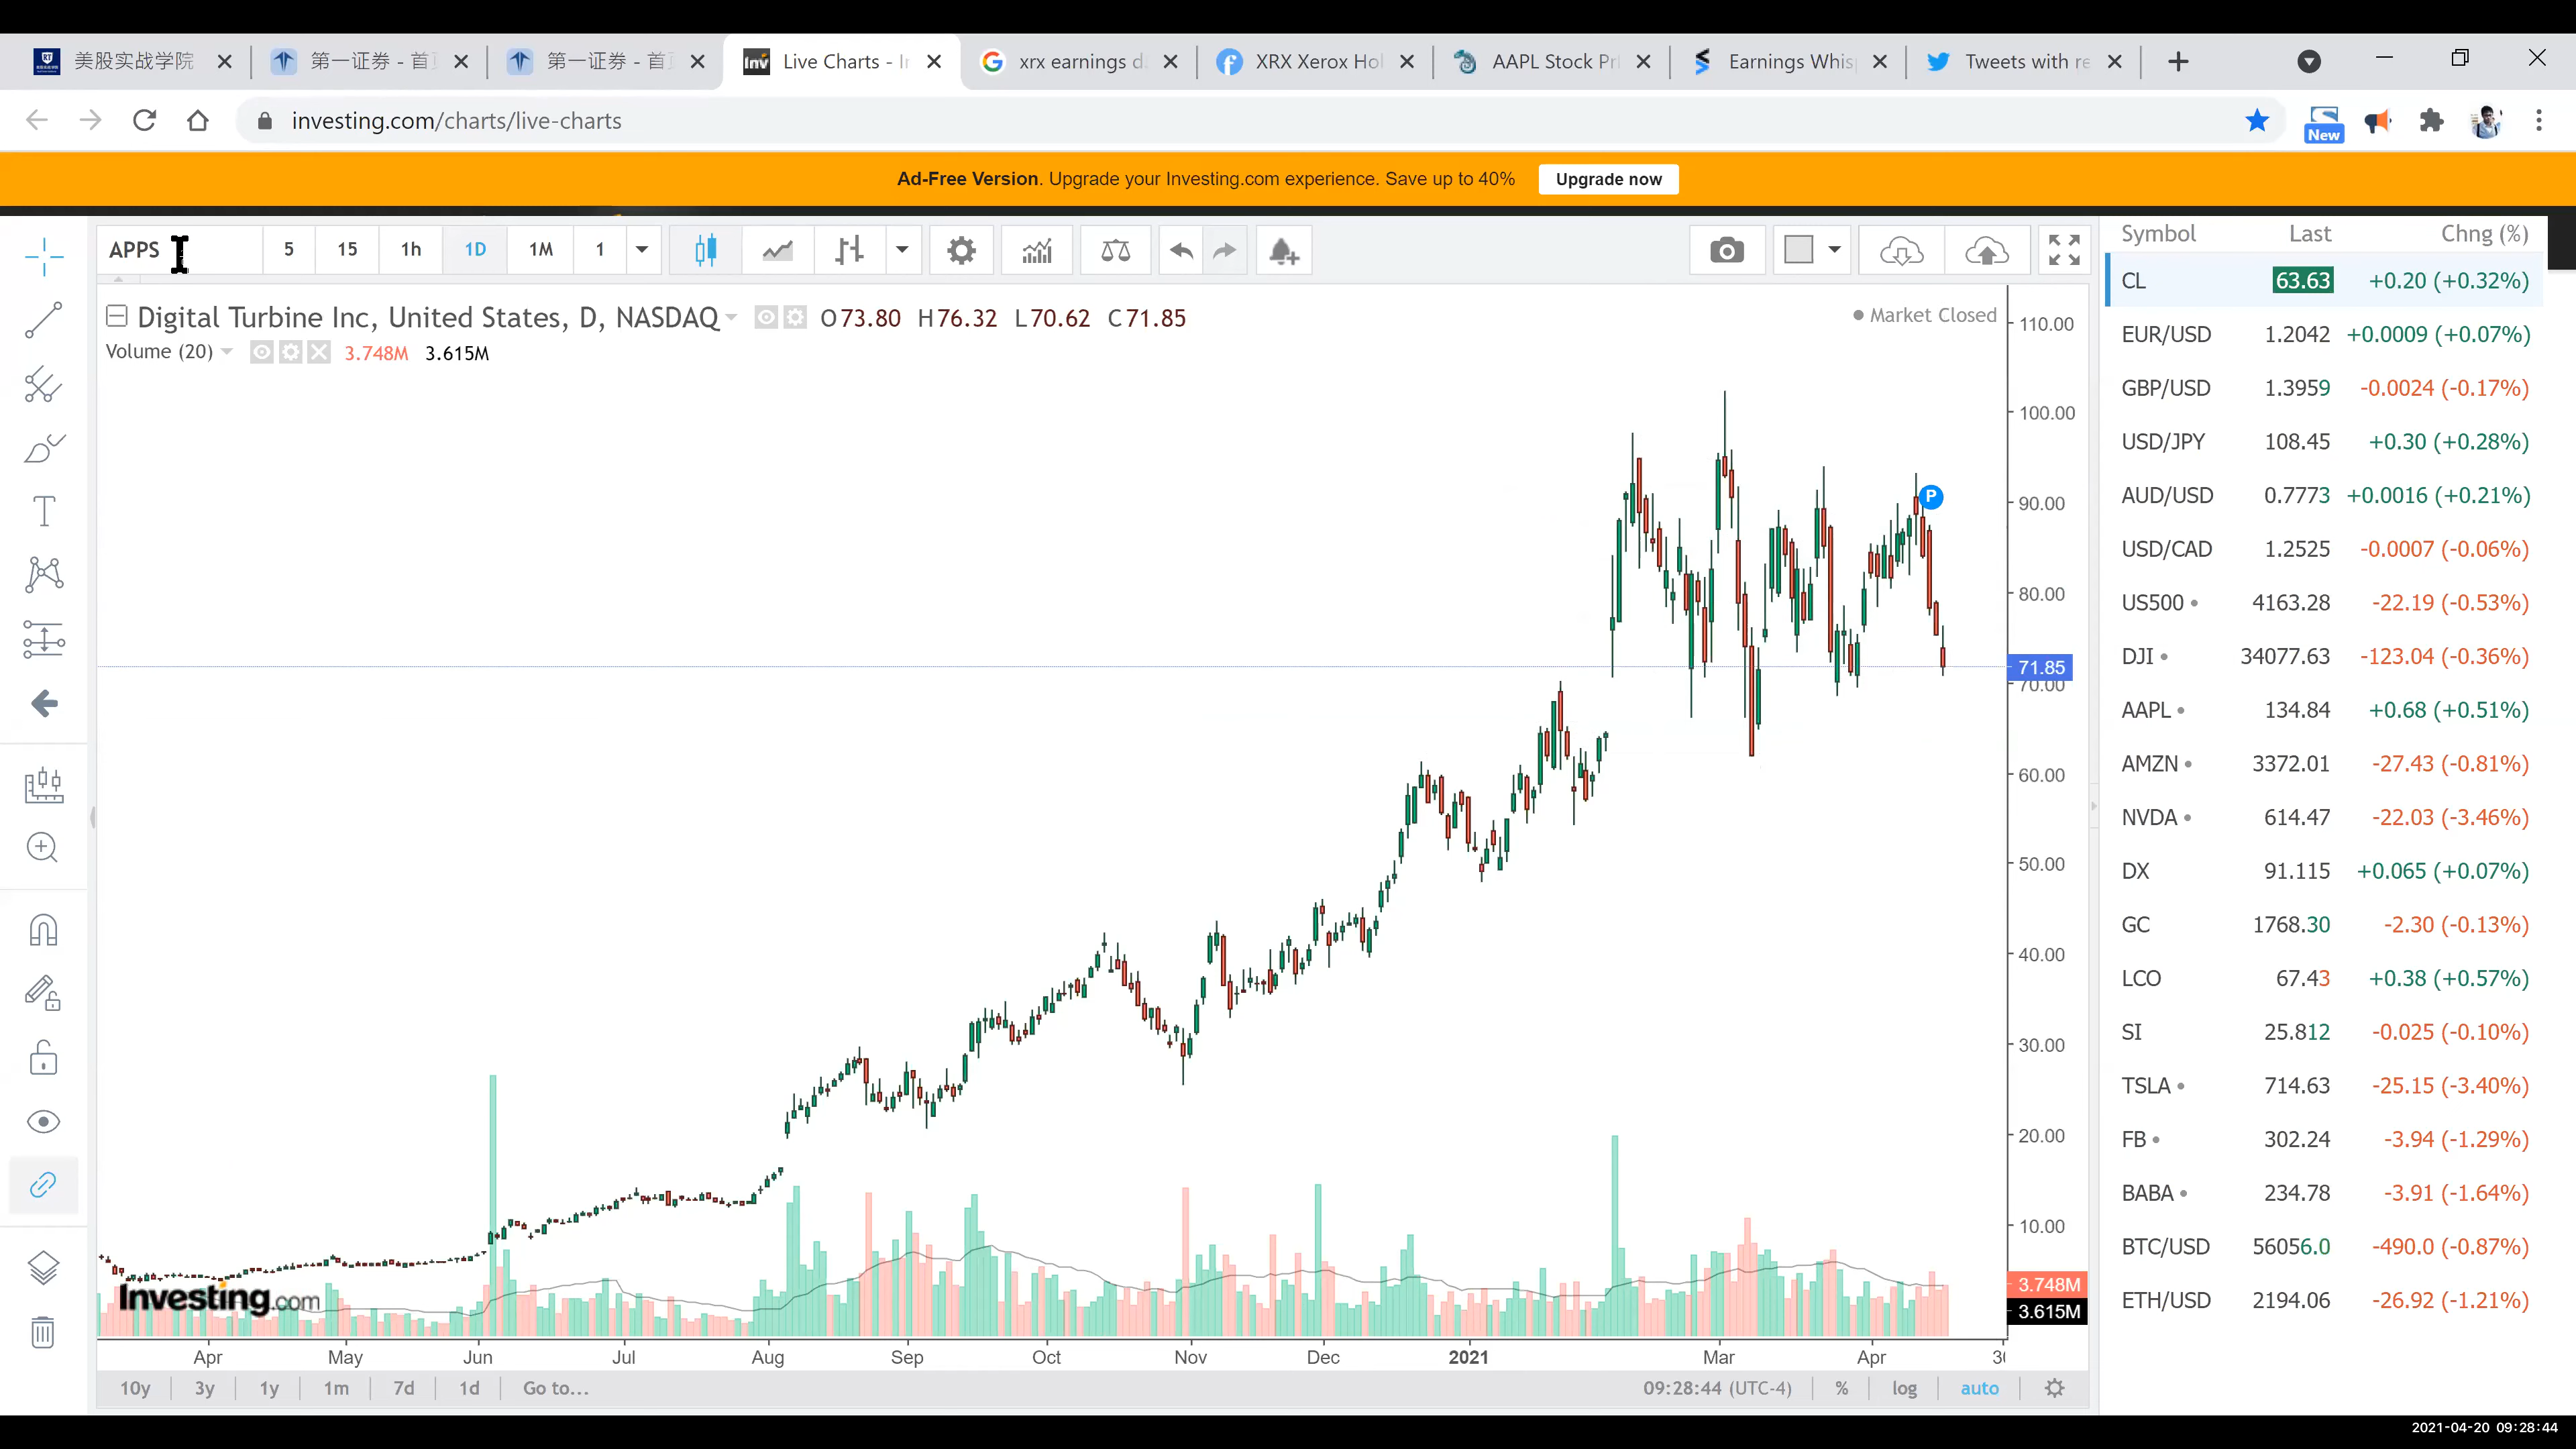 美股实战学院
第一证券 - 首
第一证券 - 首
Live Charts - I
xrx earnings d
XRX Xerox Hol
AAPL Stock Pri
Earnings Whis
Tweets with re
investing.com/charts/live-charts
New
Ad-Free Version. Upgrade your Investing.com experience. Save up to 40%
Upgrade now
APPS
5 15 1h 1D 1M 1
Digital Turbine Inc, United States, D, NASDAQ O73.80 H76.32 L70.62 C71.85
Market Closed
Volume (20) 3.748M 3.615M
P
110.00
100.00
90.00
80.00
71.85
70.00
60.00
50.00
40.00
30.00
20.00
10.00
3.748M
3.615M
Investing.com
Apr May Jun Jul Aug Sep Oct Nov Dec 2021 Mar Apr
10y 3y 1y 1m 7d 1d Go to...
09:28:44 (UTC-4) % log auto
Symbol Last Chng (%)
CL 63.63 +0.20 (+0.32%)
EUR/USD 1.2042 +0.0009 (+0.07%)
GBP/USD 1.3959 -0.0024 (-0.17%)
USD/JPY 108.45 +0.30 (+0.28%)
AUD/USD 0.7773 +0.0016 (+0.21%)
USD/CAD 1.2525 -0.0007 (-0.06%)
US500 4163.28 -22.19 (-0.53%)
DJI 34077.63 -123.04 (-0.36%)
AAPL 134.84 +0.68 (+0.51%)
AMZN 3372.01 -27.43 (-0.81%)
NVDA 614.47 -22.03 (-3.46%)
DX 91.115 +0.065 (+0.07%)
GC 1768.30 -2.30 (-0.13%)
LCO 67.43 +0.38 (+0.57%)
SI 25.812 -0.025 (-0.10%)
TSLA 714.63 -25.15 (-3.40%)
FB 302.24 -3.94 (-1.29%)
BABA 234.78 -3.91 (-1.64%)
BTC/USD 56056.0 -490.0 (-0.87%)
ETH/USD 2194.06 -26.92 (-1.21%)
2021-04-20 09:28:44